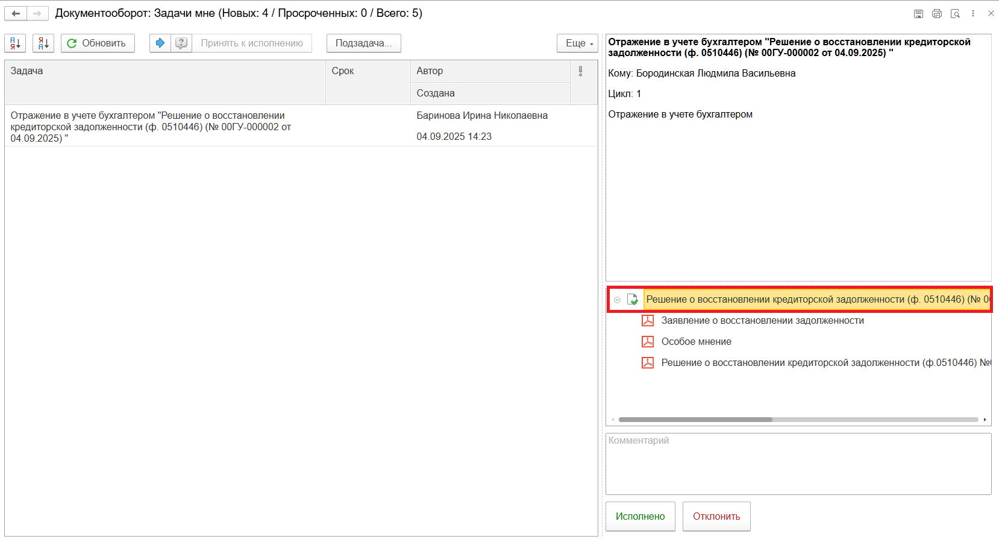 Документооборот: Задачи мне (Новых: 4 / Просроченных: 0 / Всего: 5)
Обновить
Принять к исполнению
Подзадача...
Еще
Задача
Срок
Автор
Создана
Отражение в учете бухгалтером "Решение о восстановлении
кредиторской задолженности (ф. 0510446) (№ 00ГУ-000002 от
04.09.2025) "
Баринова Ирина Николаевна
04.09.2025 14:23
Отражение в учете бухгалтером "Решение о восстановлении кредиторской
задолженности (ф. 0510446) (№ 00ГУ-000002 от 04.09.2025) "
Кому: Бородинская Людмила Васильевна
Цикл: 1
Отражение в учете бухгалтером
Решение о восстановлении кредиторской задолженности (ф. 0510446) (№ 0
Заявление о восстановлении задолженности
Особое мнение
Решение о восстановлении кредиторской задолженности (ф.0510446) №
Комментарий
Исполнено
Отклонить